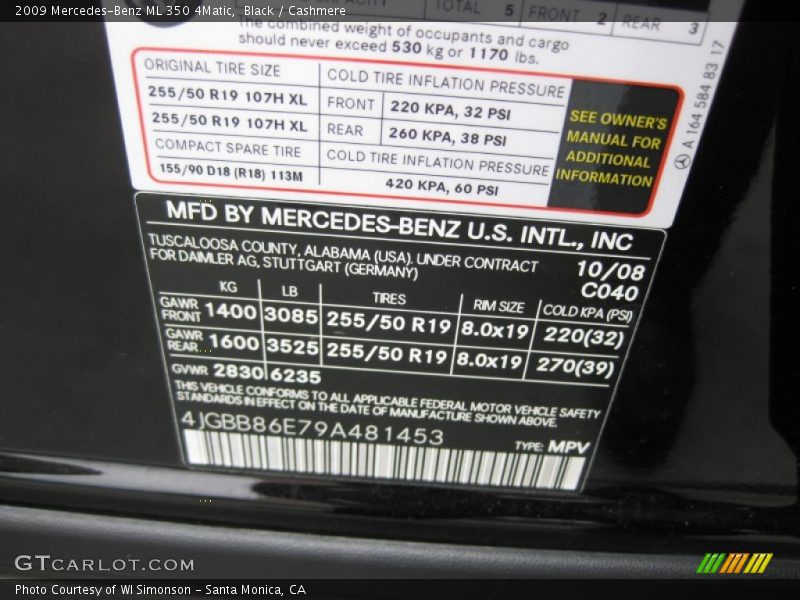 2009 Mercedes-Benz ML 350 4Matic, Black / Cashmere
TOTAL 5 FRONT 2 REAR 3
The combined weight of occupants and cargo
should never exceed 530 kg or 1170 lbs.
ORIGINAL TIRE SIZE COLD TIRE INFLATION PRESSURE
255/50 R19 107H XL FRONT 220 KPA, 32 PSI
255/50 R19 107H XL REAR 260 KPA, 38 PSI
COMPACT SPARE TIRE COLD TIRE INFLATION PRESSURE
155/90 D18 (R18) 113M 420 KPA, 60 PSI
SEE OWNER'S
MANUAL FOR
ADDITIONAL
INFORMATION
A 164 584 83 17
MFD BY MERCEDES-BENZ U.S. INTL., INC
TUSCALOOSA COUNTY, ALABAMA (USA), UNDER CONTRACT
FOR DAIMLER AG, STUTTGART (GERMANY)
10/08
C040
KG LB TIRES RIM SIZE COLD KPA (PSI)
GAWR FRONT 1400 3085 255/50 R19 8.0x19 220(32)
GAWR REAR 1600 3525 255/50 R19 8.0x19 270(39)
GVWR 2830 6235
THIS VEHICLE CONFORMS TO ALL APPLICABLE FEDERAL MOTOR VEHICLE SAFETY
STANDARDS IN EFFECT ON THE DATE OF MANUFACTURE SHOWN ABOVE.
4JGBB86E79A481453
TYPE: MPV
GTCARLOT.COM
Photo Courtesy of WI Simonson - Santa Monica, CA